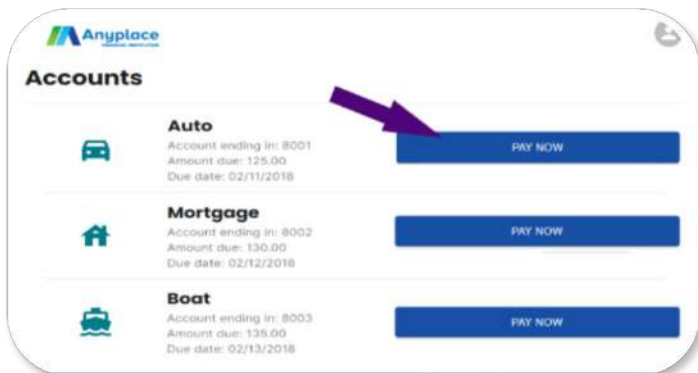 Anyplace
FINANCIAL INSTITUTION
Accounts
Auto
Account ending in: 8001
Amount due: 125.00
Due date: 02/11/2018
PAY NOW
Mortgage
Account ending in: 8002
Amount due: 130.00
Due date: 02/12/2018
PAY NOW
Boat
Account ending in: 8003
Amount due: 135.00
Due date: 02/13/2018
PAY NOW